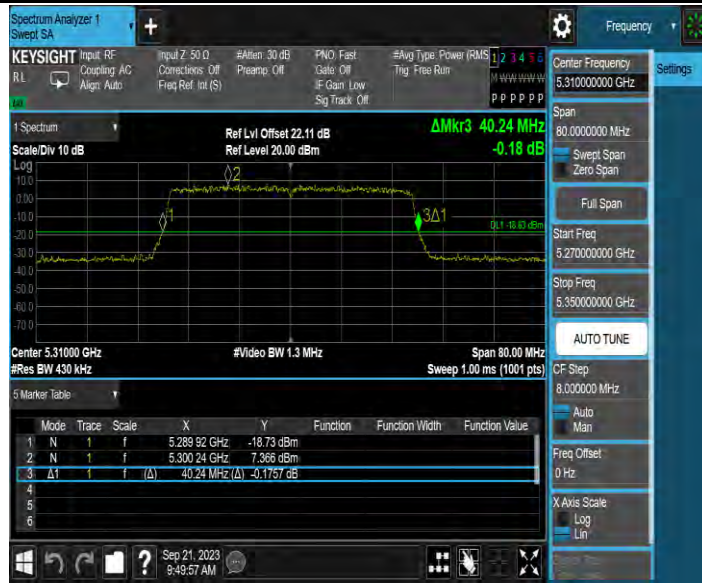 Spectrum Analyzer 1
Swept SA
+
Frequency
KEYSIGHT
RL
Input: RF
Coupling: AC
Align: Auto
Input Z: 50 Ω
Corrections: Off
Freq Ref: Int (S)
#Atten: 30 dB
Preamp: Off
PNO: Fast
Gate: Off
IF Gain: Low
Sig Track: Off
#Avg Type: Power (RMS
Trig: Free Run
1 2 3 4 5 6
M W W W W W
P P P P P P
Settings
Center Frequency
5.310000000 GHz
Span
80.0000000 MHz
Swept Span
Zero Span
Full Span
Start Freq
5.270000000 GHz
Stop Freq
5.350000000 GHz
AUTO TUNE
CF Step
8.000000 MHz
Auto
Man
Freq Offset
0 Hz
X Axis Scale
Log
Lin
1 Spectrum
Scale/Div 10 dB
Ref Lvl Offset 22.11 dB
Ref Level 20.00 dBm
ΔMkr3 40.24 MHz
-0.18 dB
Log
10.0
0.00
-10.0
-20.0
-30.0
-40.0
-50.0
-60.0
-70.0
1
2
3Δ1
DL1 -18.63 dBm
Center 5.31000 GHz
#Res BW 430 kHz
#Video BW 1.3 MHz
Span 80.00 MHz
Sweep 1.00 ms (1001 pts)
5 Marker Table
Mode Trace Scale X Y Function Function Width Function Value
1 N 1 f 5.289 92 GHz -18.73 dBm
2 N 1 f 5.300 24 GHz 7.366 dBm
3 Δ1 1 f (Δ) 40.24 MHz (Δ) -0.1757 dB
4
5
6
?
Sep 21, 2023
9:49:57 AM